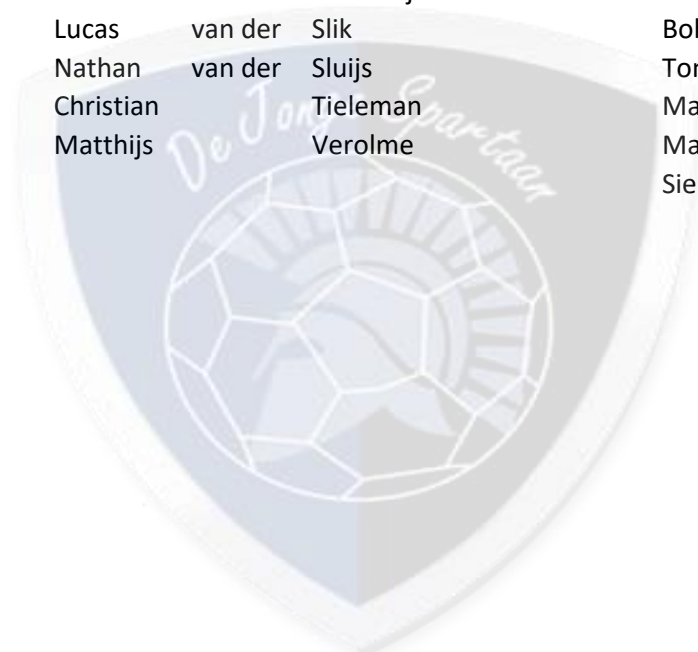 Lucas van der Slik
Nathan van der Sluijs
Christian Tieleman
Matthijs Verolme
De Jonge Spartaan